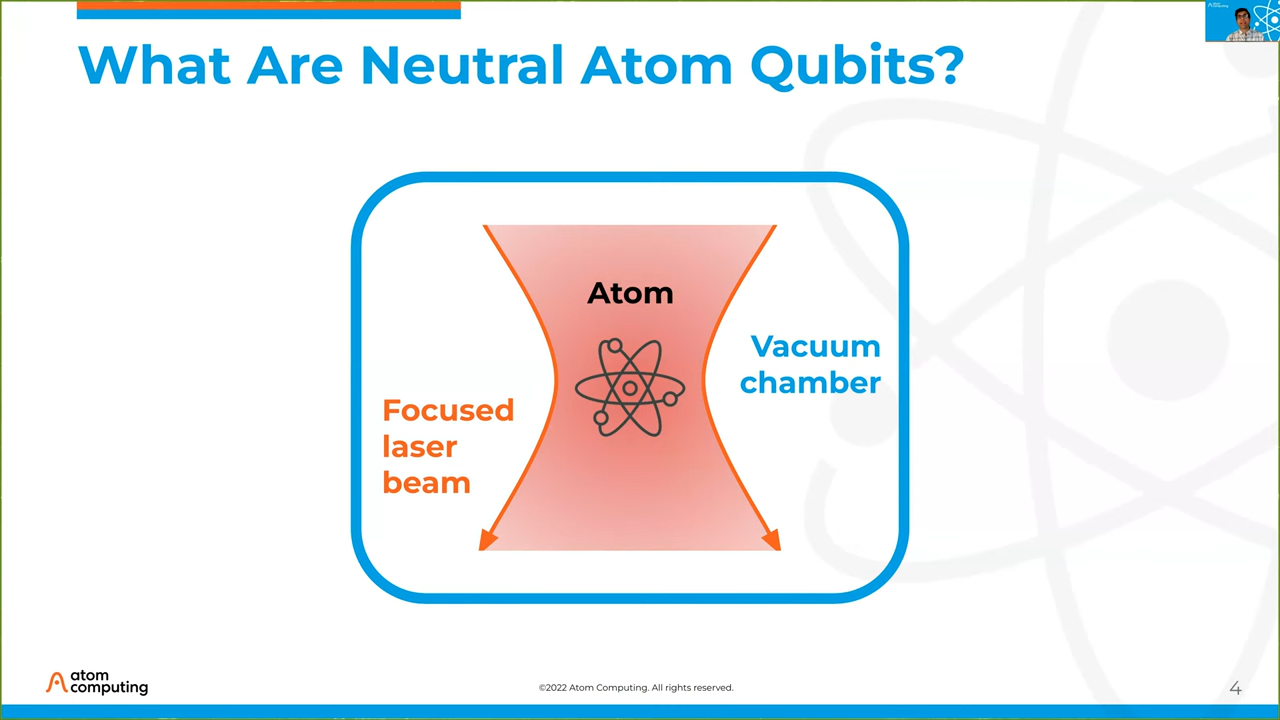 What Are Neutral Atom Qubits?
Atom
Vacuum
chamber
Focused
laser
beam
atom
computing
©2022 Atom Computing. All rights reserved.
4